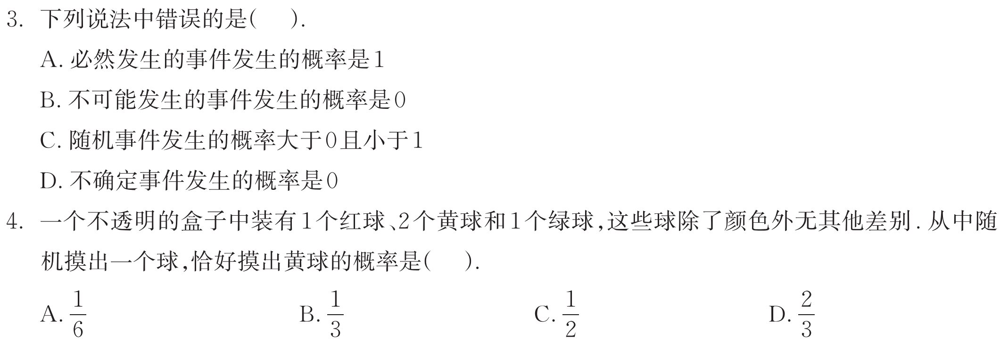 3. 下列说法中错误的是(　).
A. 必然发生的事件发生的概率是1
B. 不可能发生的事件发生的概率是0
C. 随机事件发生的概率大于0且小于1
D. 不确定事件发生的概率是0
4. 一个不透明的盒子中装有1个红球、2个黄球和1个绿球,这些球除了颜色外无其他差别. 从中随
机摸出一个球,恰好摸出黄球的概率是(　).
A. 1/6　B. 1/3　C. 1/2　D. 2/3